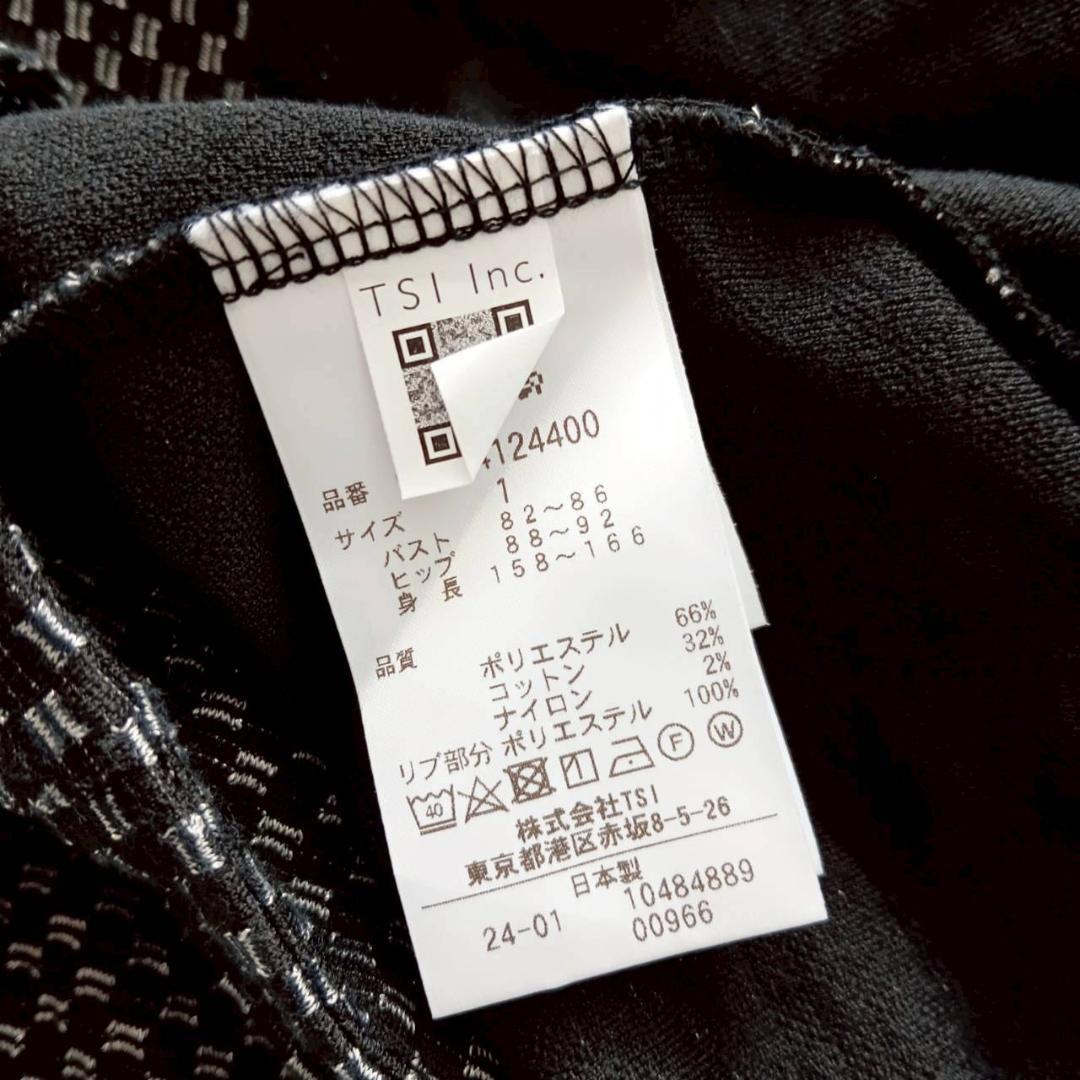 TSI Inc.
品番 4124400
サイズ 1
バスト 82～86
ヒップ 88～92
身 長 158～166
品質 ポリエステル 66%
コットン 32%
ナイロン 2%
リブ部分 ポリエステル 100%
40 F W
株式会社TSI
東京都港区赤坂8-5-26
日本製
24-01 10484889
00966